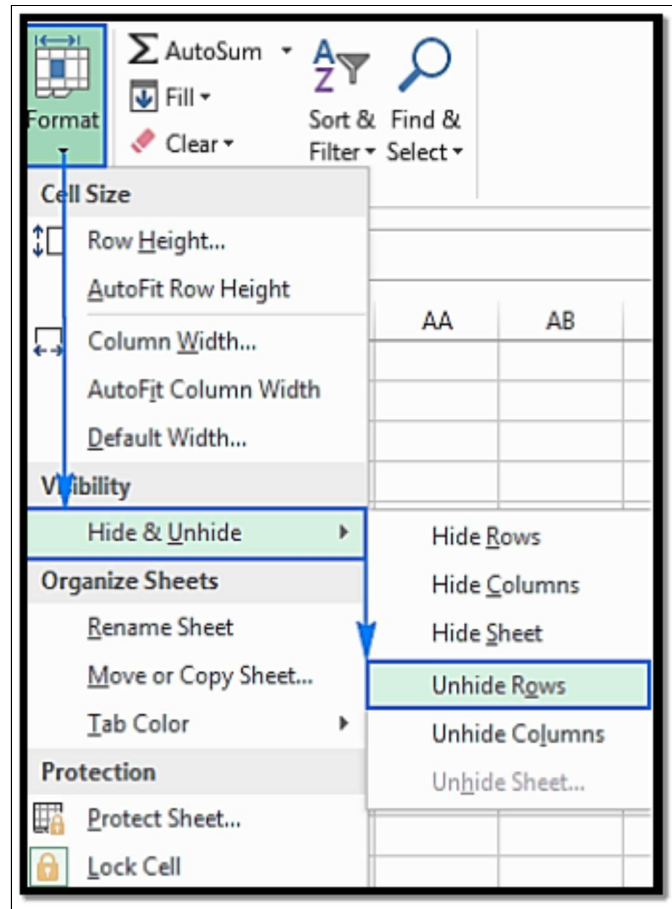 AutoSum
Fill
Format
Clear
Sort &
Filter
Find &
Select
Cell Size
Row Height...
AutoFit Row Height
Column Width...
AutoFit Column Width
Default Width...
AA AB
Visibility
Hide & Unhide
Hide Rows
Hide Columns
Hide Sheet
Unhide Rows
Unhide Columns
Unhide Sheet...
Organize Sheets
Rename Sheet
Move or Copy Sheet...
Tab Color
Protection
Protect Sheet...
Lock Cell